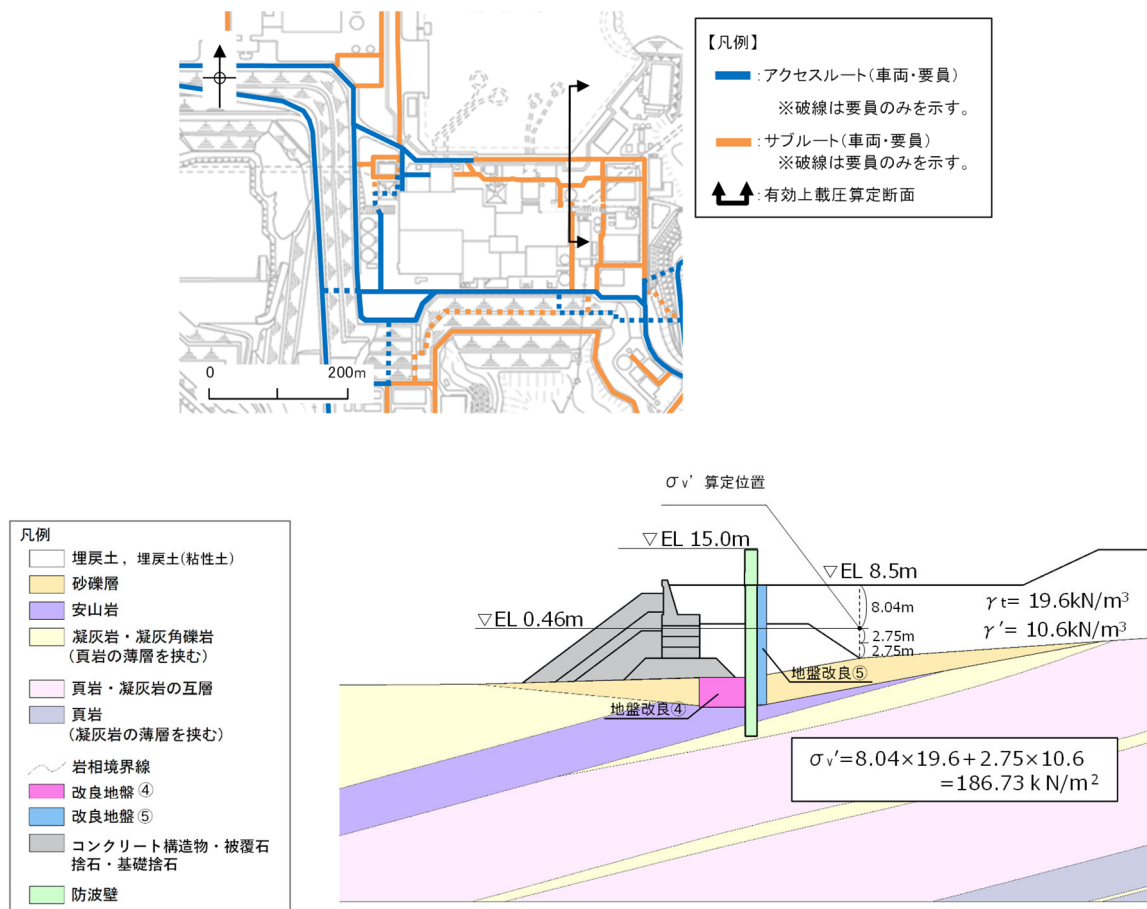 【凡例】
：アクセスルート（車両・要員）
※破線は要員のみを示す。
：サブルート（車両・要員）
※破線は要員のみを示す。
：有効上載圧算定断面
0 200m
σv’ 算定位置
▽EL 15.0m
▽EL 8.5m
8.04m
γt= 19.6kN/m³
▽EL 0.46m
γ’= 10.6kN/m³
2.75m
2.75m
地盤改良⑤
地盤改良④
σv’=8.04×19.6+2.75×10.6
=186.73ｋN/m²
凡例
埋戻土，埋戻土(粘性土)
砂礫層
安山岩
凝灰岩・凝灰角礫岩
(頁岩の薄層を挟む)
頁岩・凝灰岩の互層
頁岩
(凝灰岩の薄層を挟む)
岩相境界線
改良地盤④
改良地盤⑤
コンクリート構造物・被覆石
捨石・基礎捨石
防波壁